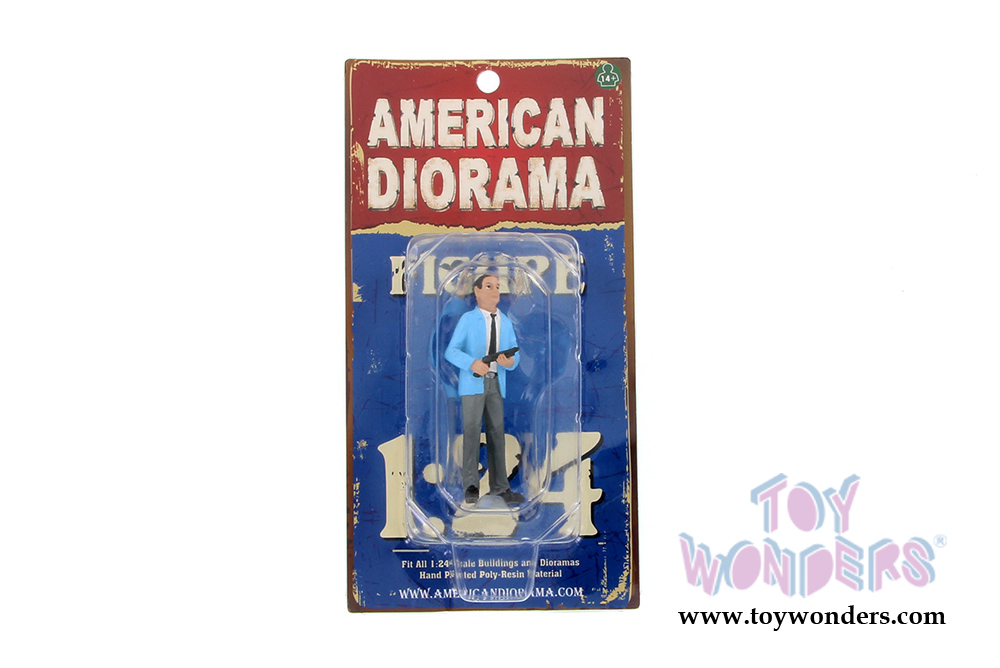 14+
AMERICAN
DIORAMA
FIGURE
1:24
Fit All 1:24 Scale Buildings and Dioramas
Hand Painted Poly-Resin Material
WWW.AMERICANDIORAMA.COM
TOY
WONDERS®
www.toywonders.com